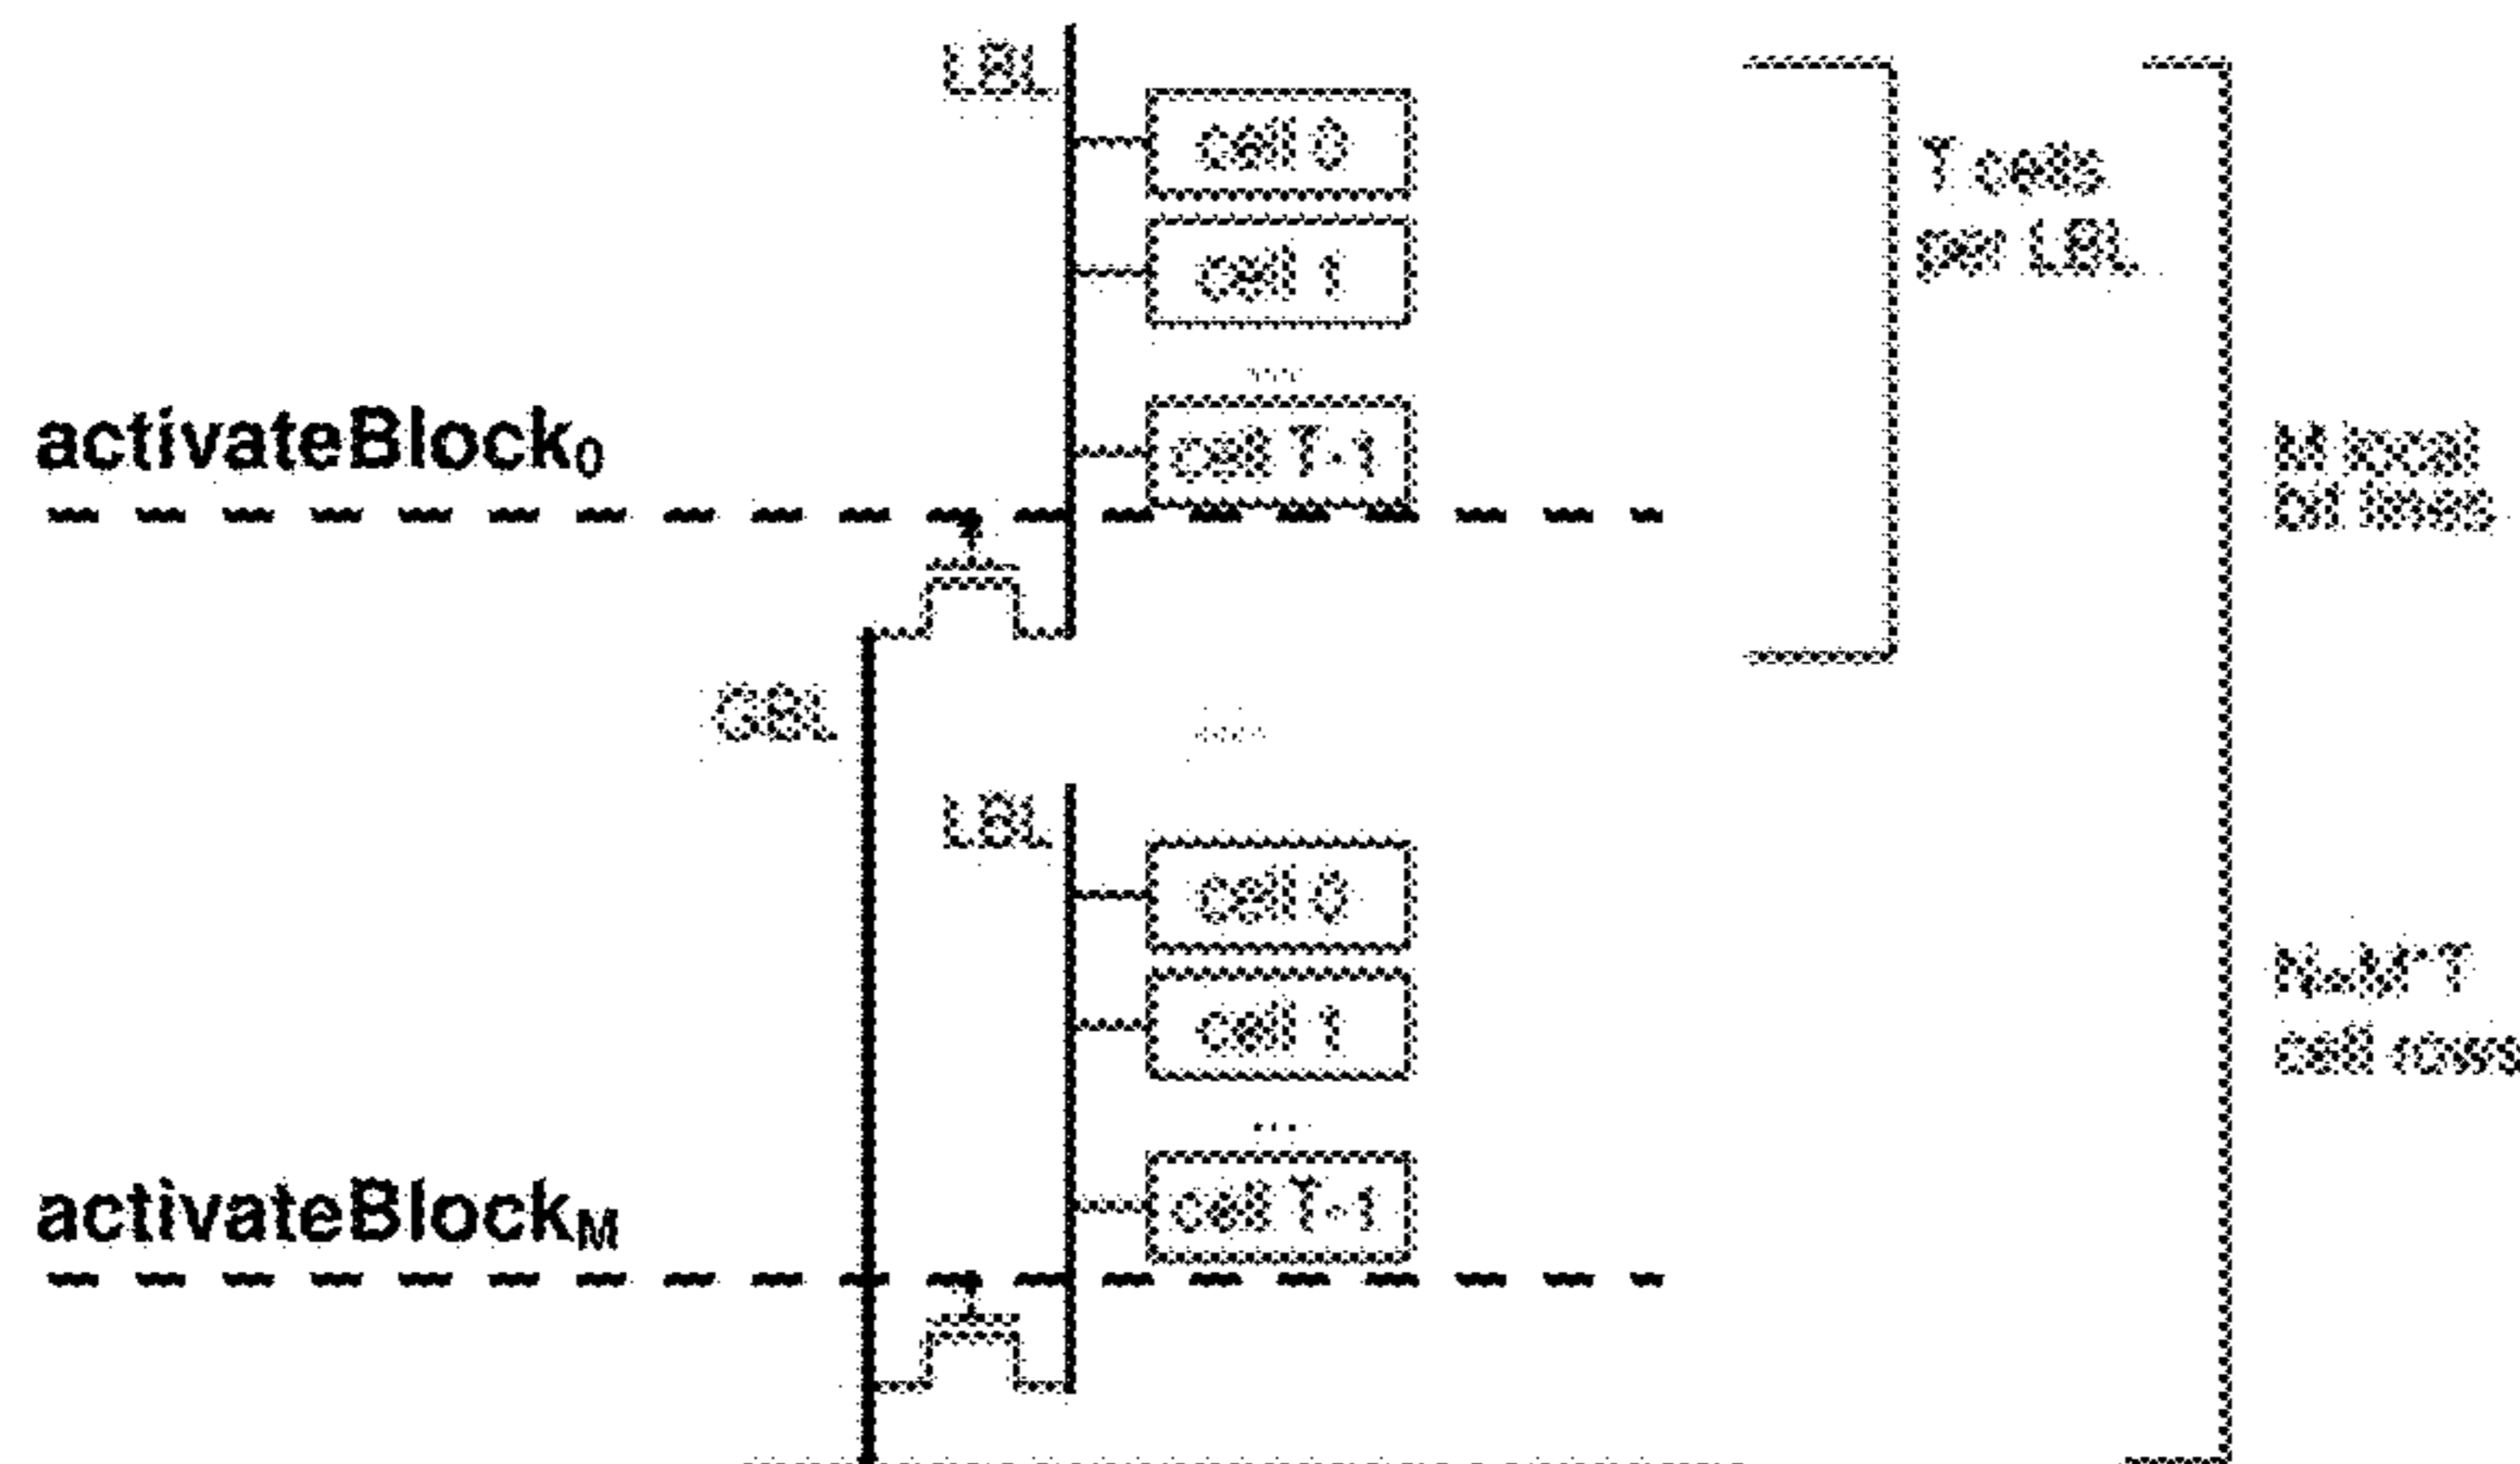 LBL
cell 0
T cells
per LBL
cell 1
...
activateBlock0
cell T-1
M local
bit lines
GBL
...
LBL
cell 0
N=M*T
cell rows
cell 1
...
activateBlockM
cell T-1